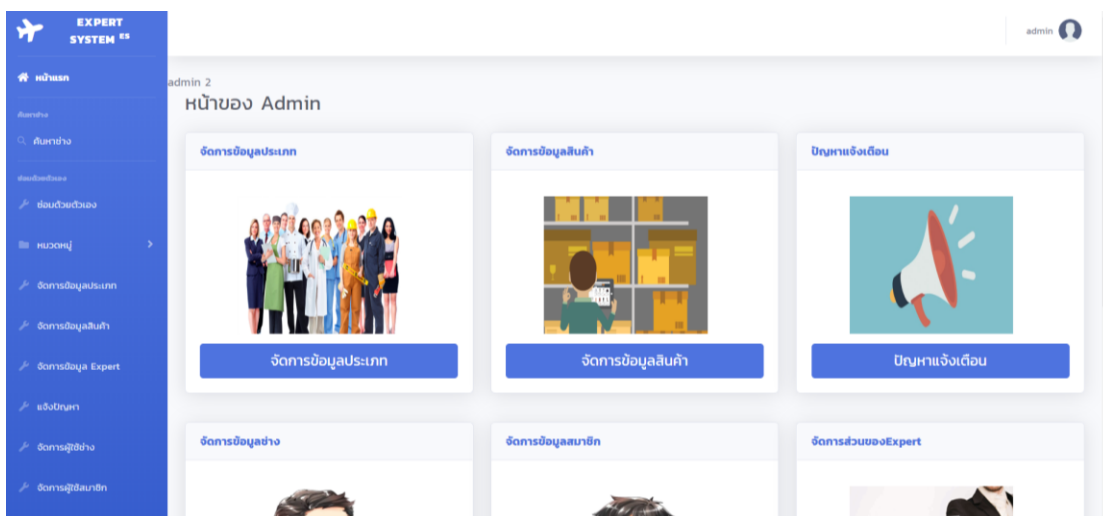 EXPERT
SYSTEM ES
admin
หน้าแรก
ค้นหาช่าง
ค้นหาช่าง
ซ่อมด้วยตัวเอง
ซ่อมด้วยตัวเอง
หมวดหมู่
จัดการข้อมูลประเภท
จัดการข้อมูลสินค้า
จัดการข้อมูล Expert
แจ้งปัญหา
จัดการผู้ใช้ช่าง
จัดการผู้ใช้สมาชิก
admin 2
หน้าของ Admin
จัดการข้อมูลประเภท
จัดการข้อมูลสินค้า
ปัญหาแจ้งเตือน
จัดการข้อมูลประเภท
จัดการข้อมูลสินค้า
ปัญหาแจ้งเตือน
จัดการข้อมูลช่าง
จัดการข้อมูลสมาชิก
จัดการส่วนของExpert